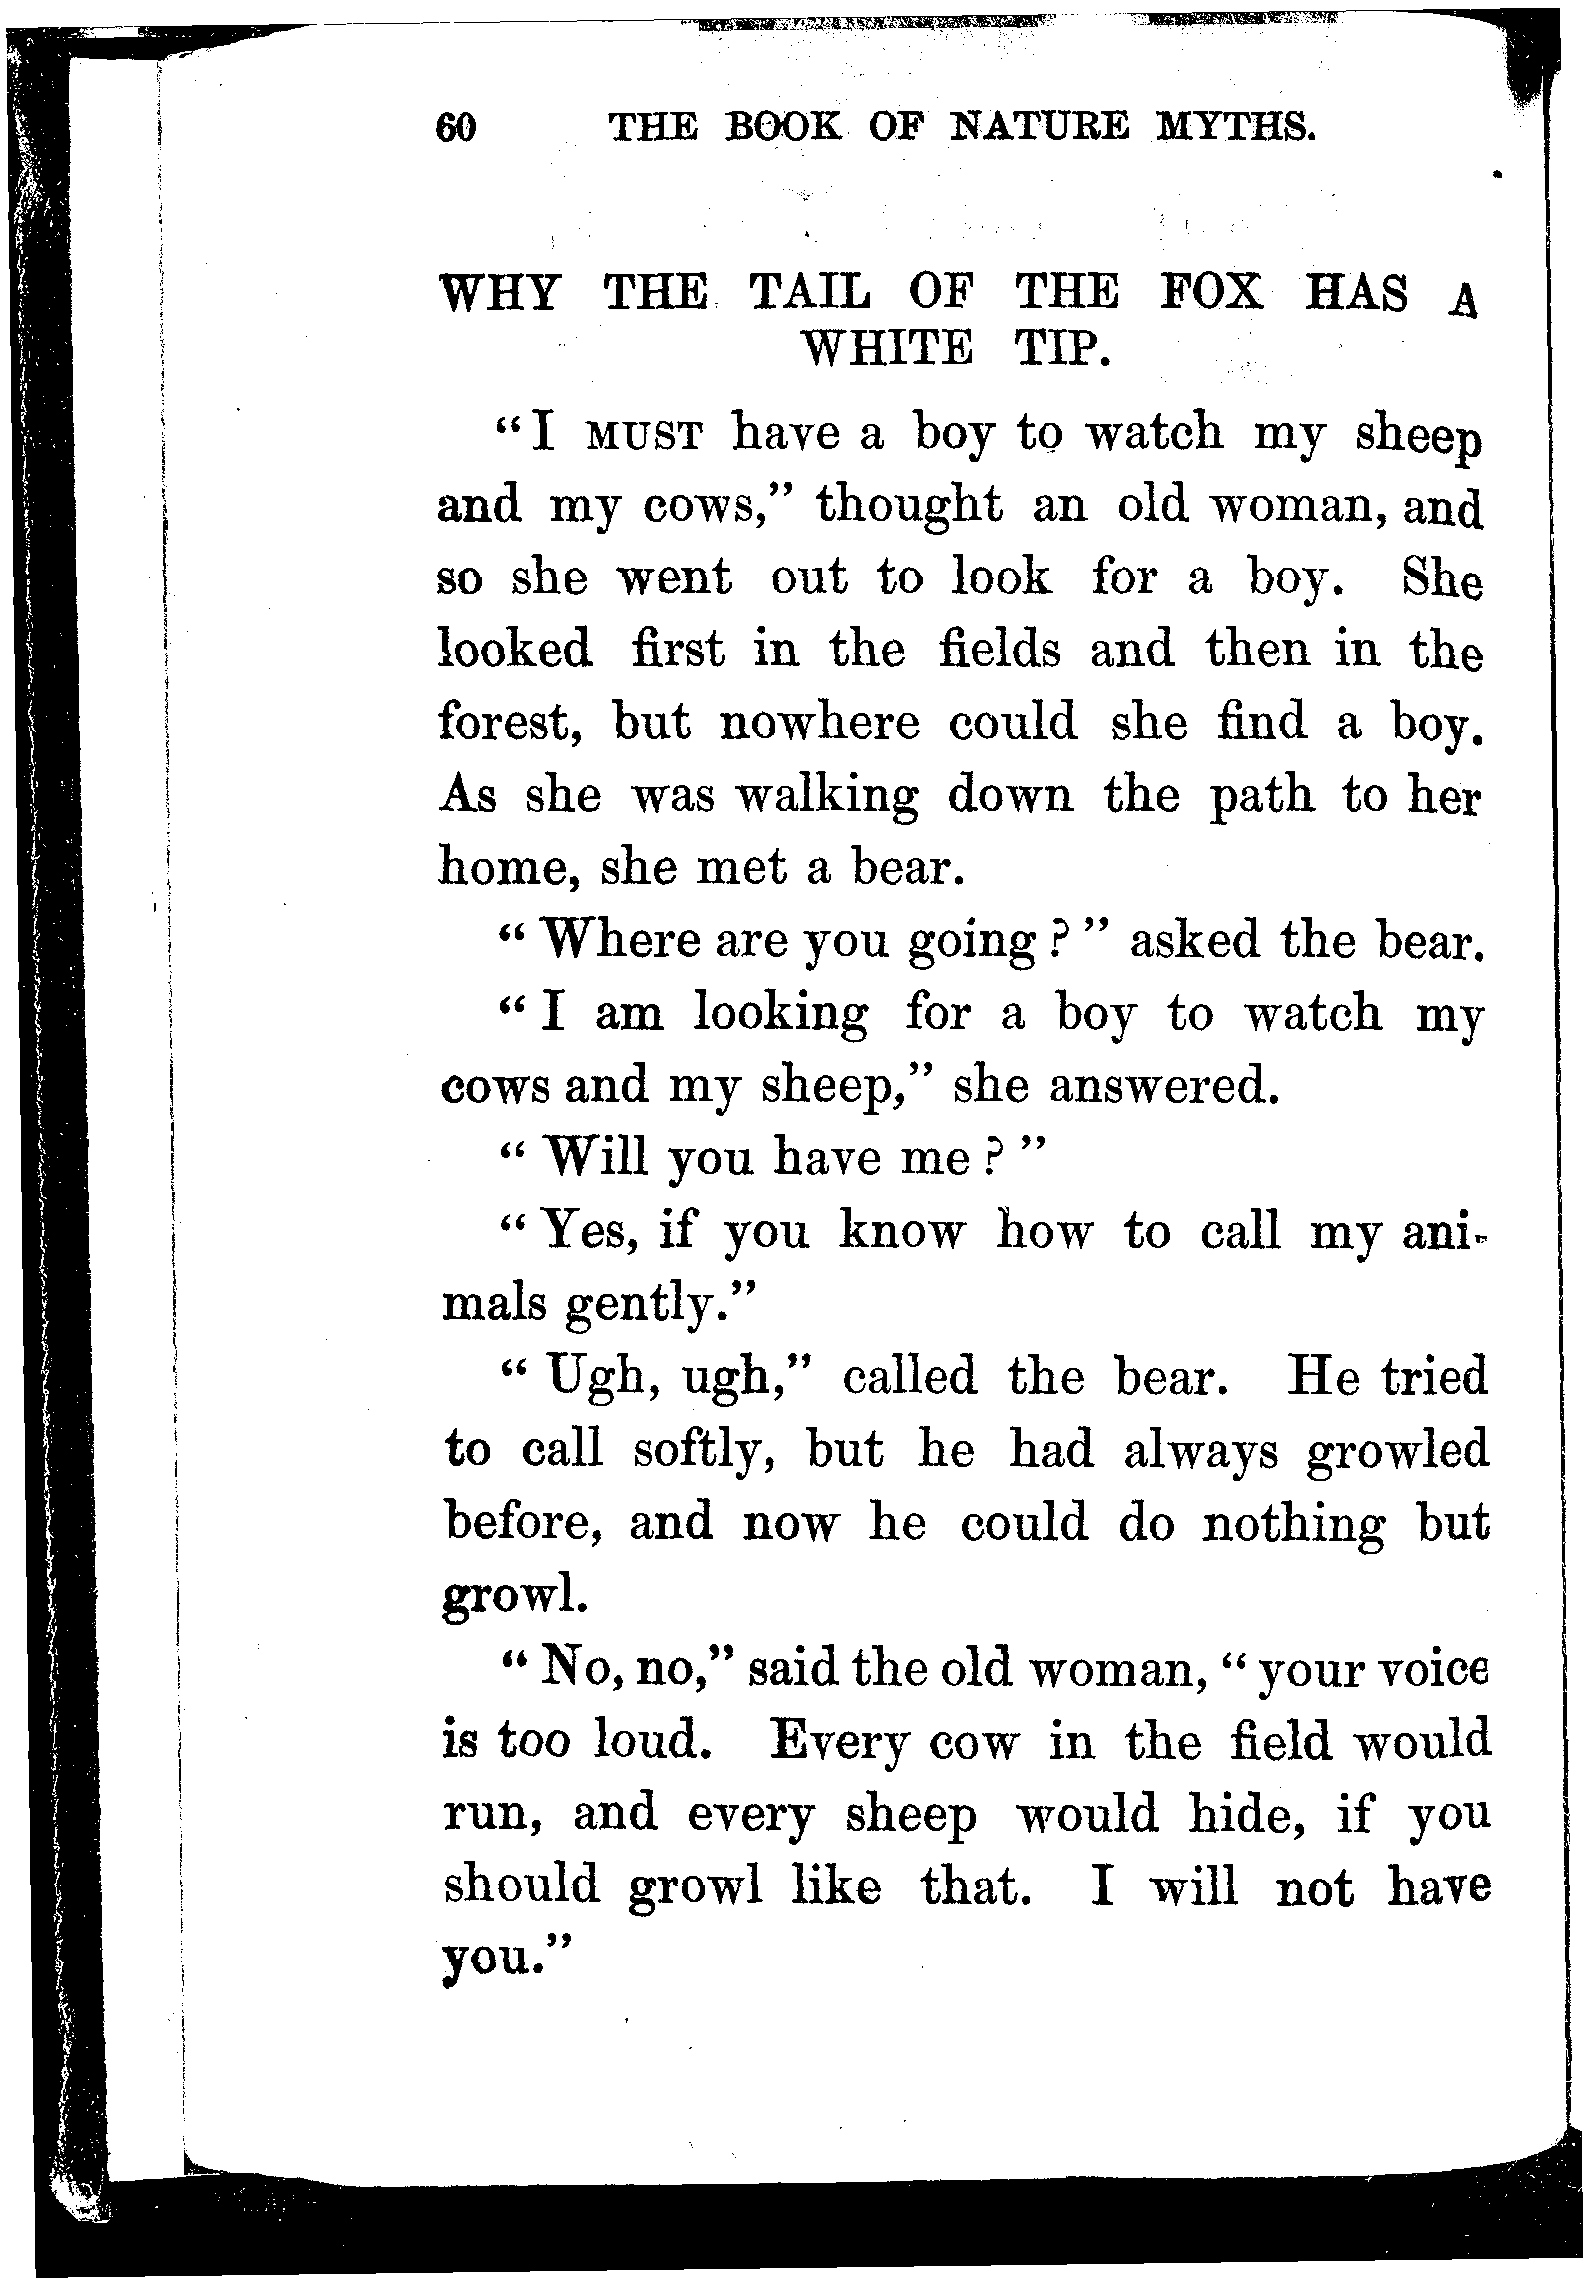 60 THE BOOK OF NATURE MYTHS.
WHY THE TAIL OF THE FOX HAS A
WHITE TIP.
"I MUST have a boy to watch my sheep
and my cows," thought an old woman, and
so she went out to look for a boy. She
looked first in the fields and then in the
forest, but nowhere could she find a boy.
As she was walking down the path to her
home, she met a bear.
"Where are you going?" asked the bear.
"I am looking for a boy to watch my
cows and my sheep," she answered.
"Will you have me?"
"Yes, if you know how to call my ani-
mals gently."
"Ugh, ugh," called the bear. He tried
to call softly, but he had always growled
before, and now he could do nothing but
growl.
"No, no," said the old woman, "your voice
is too loud. Every cow in the field would
run, and every sheep would hide, if you
should growl like that. I will not have
you."